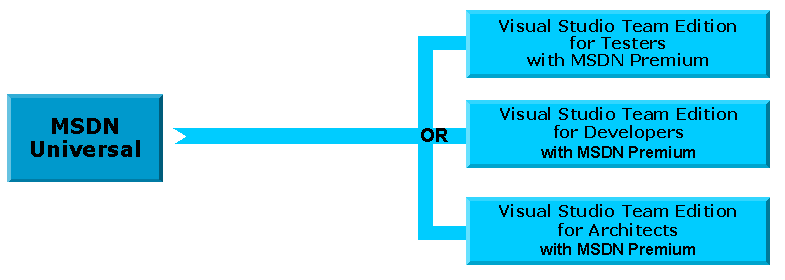 MSDN
Universal
OR
Visual Studio Team Edition
for Testers
with MSDN Premium
Visual Studio Team Edition
for Developers
with MSDN Premium
Visual Studio Team Edition
for Architects
with MSDN Premium